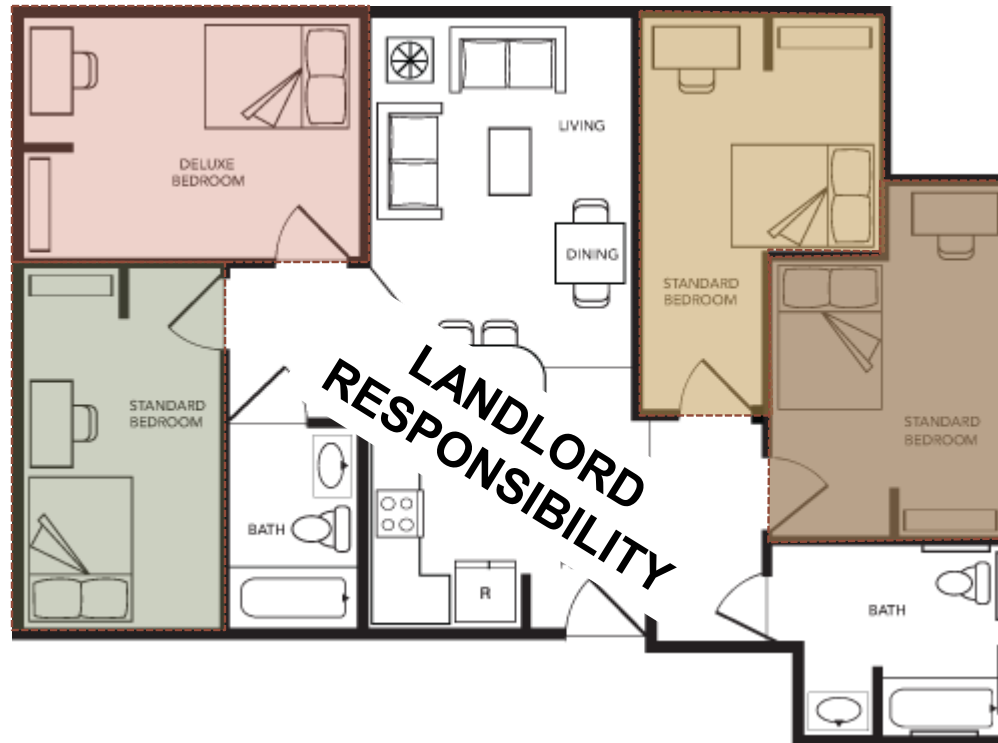 LIVING
DELUXE
BEDROOM
DINING
STANDARD
BEDROOM
LANDLORD
RESPONSIBILITY
STANDARD
BEDROOM
STANDARD
BEDROOM
BATH
R
BATH